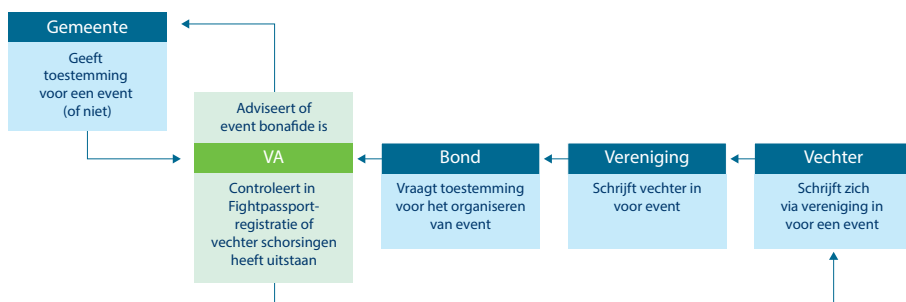 Gemeente
Geeft
toestemming
voor een event
(of niet)
Adviseert of
event bonafide is
VA
Controleert in
Fightpassport-
registratie of
vechter schorsingen
heeft uitstaan
Bond
Vraagt toestemming
voor het organiseren
van event
Vereniging
Schrijft vechter in
voor event
Vechter
Schrijft zich
via vereniging in
voor een event